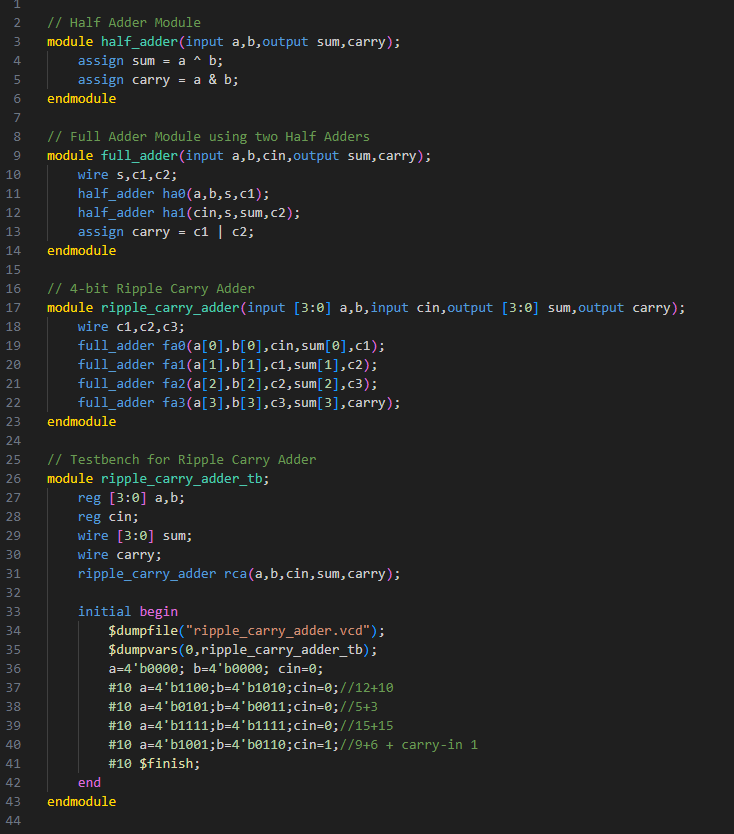 1
2 // Half Adder Module
3 module half_adder(input a,b,output sum,carry);
4     assign sum = a ^ b;
5     assign carry = a & b;
6 endmodule
7
8 // Full Adder Module using two Half Adders
9 module full_adder(input a,b,cin,output sum,carry);
10     wire s,c1,c2;
11     half_adder ha0(a,b,s,c1);
12     half_adder ha1(cin,s,sum,c2);
13     assign carry = c1 | c2;
14 endmodule
15
16 // 4-bit Ripple Carry Adder
17 module ripple_carry_adder(input [3:0] a,b,input cin,output [3:0] sum,output carry);
18     wire c1,c2,c3;
19     full_adder fa0(a[0],b[0],cin,sum[0],c1);
20     full_adder fa1(a[1],b[1],c1,sum[1],c2);
21     full_adder fa2(a[2],b[2],c2,sum[2],c3);
22     full_adder fa3(a[3],b[3],c3,sum[3],carry);
23 endmodule
24
25 // Testbench for Ripple Carry Adder
26 module ripple_carry_adder_tb;
27     reg [3:0] a,b;
28     reg cin;
29     wire [3:0] sum;
30     wire carry;
31     ripple_carry_adder rca(a,b,cin,sum,carry);
32
33     initial begin
34         $dumpfile("ripple_carry_adder.vcd");
35         $dumpvars(0,ripple_carry_adder_tb);
36         a=4'b0000; b=4'b0000; cin=0;
37         #10 a=4'b1100;b=4'b1010;cin=0;//12+10
38         #10 a=4'b0101;b=4'b0011;cin=0;//5+3
39         #10 a=4'b1111;b=4'b1111;cin=0;//15+15
40         #10 a=4'b1001;b=4'b0110;cin=1;//9+6 + carry-in 1
41         #10 $finish;
42     end
43 endmodule
44